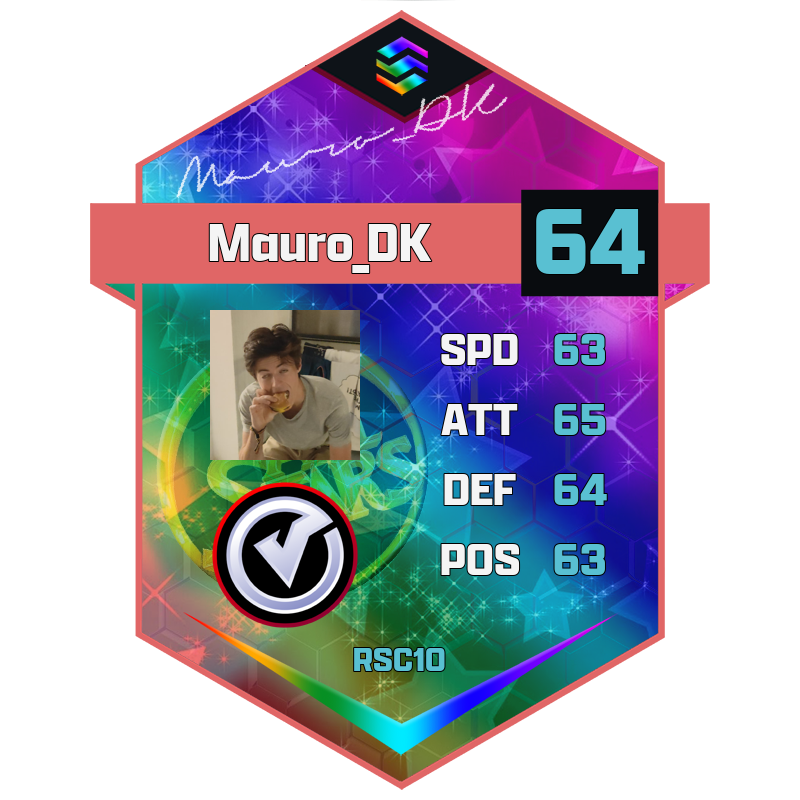 Mauro_DK
Mauro_DK 64
SPD 63
ATT 65
DEF 64
POS 63
RSC10